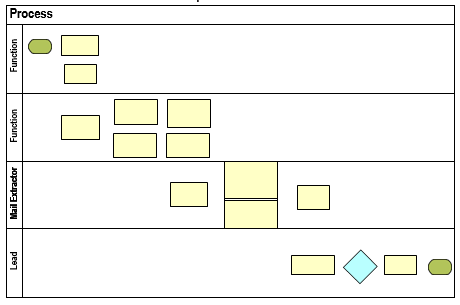 Process
Function
Function
Mail Extractor
Lead